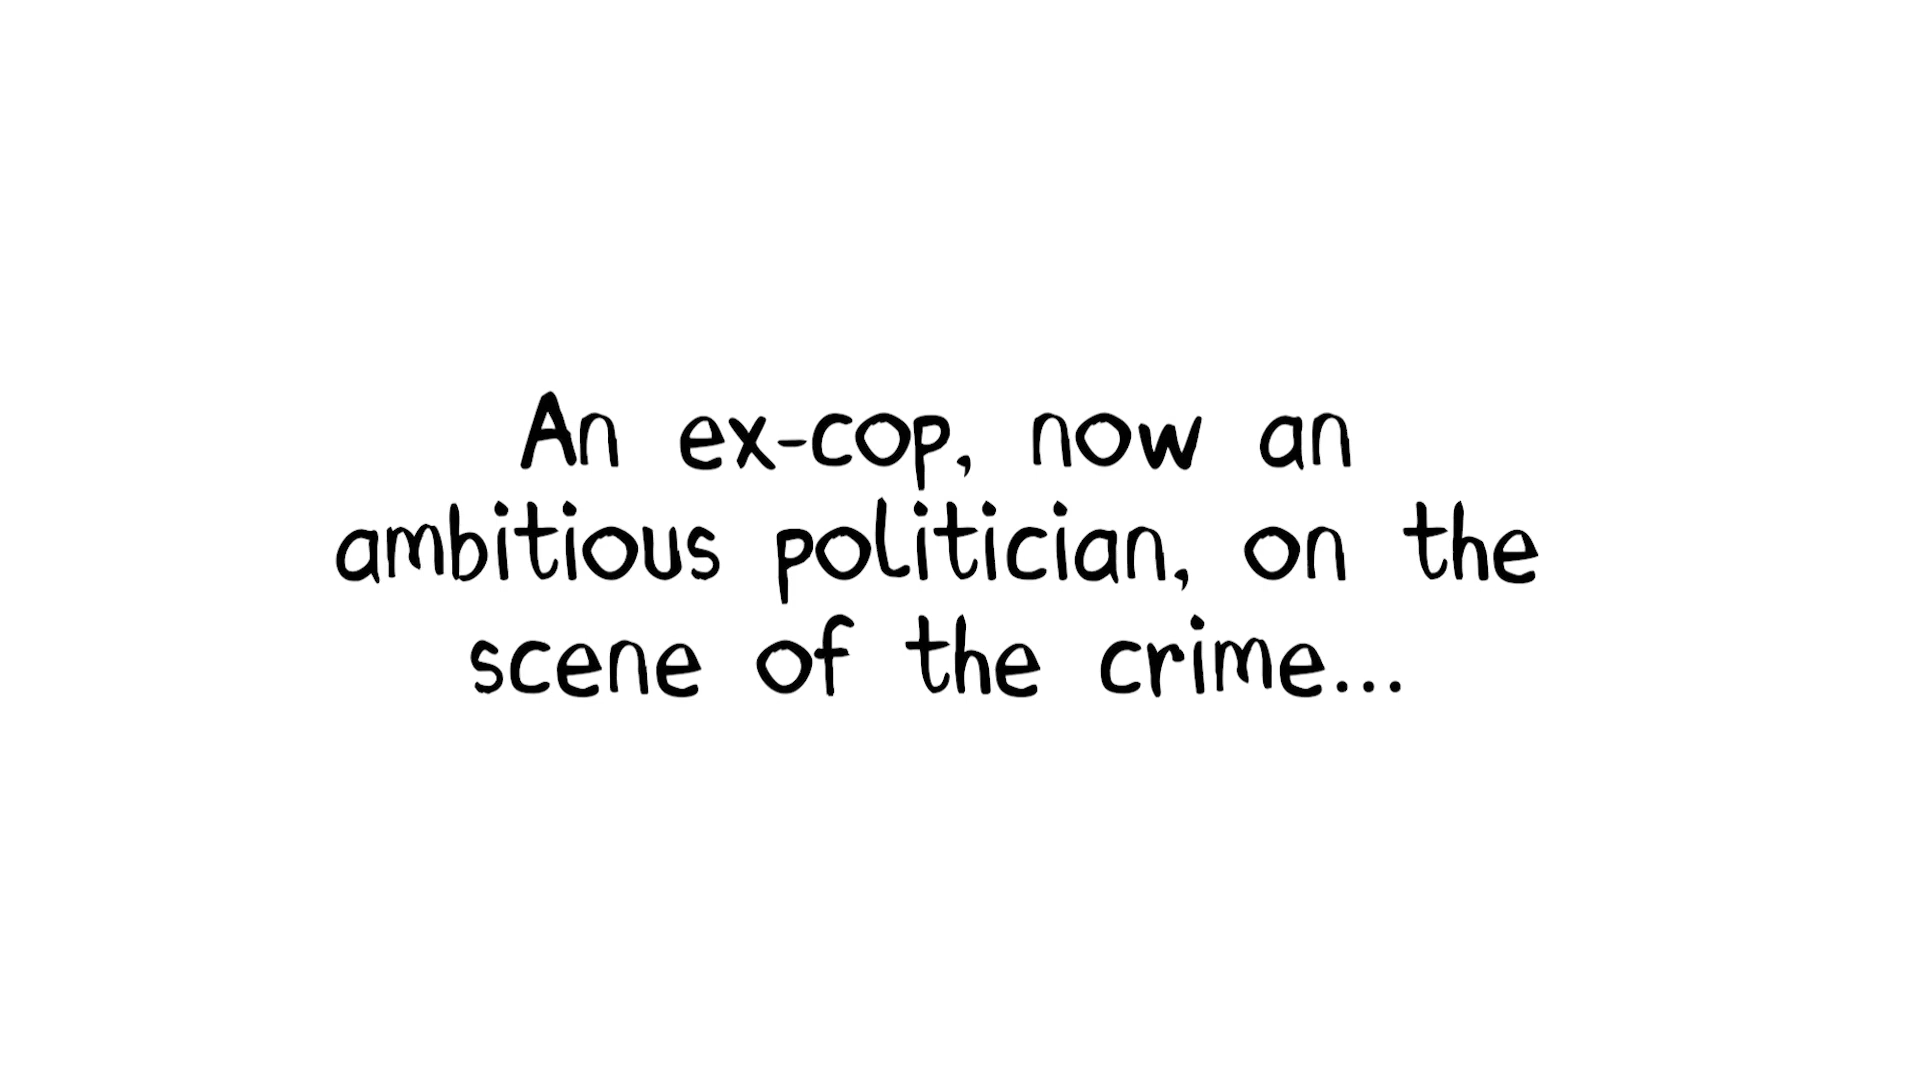 An ex-cop, now an
ambitious politician, on the
scene of the crime...